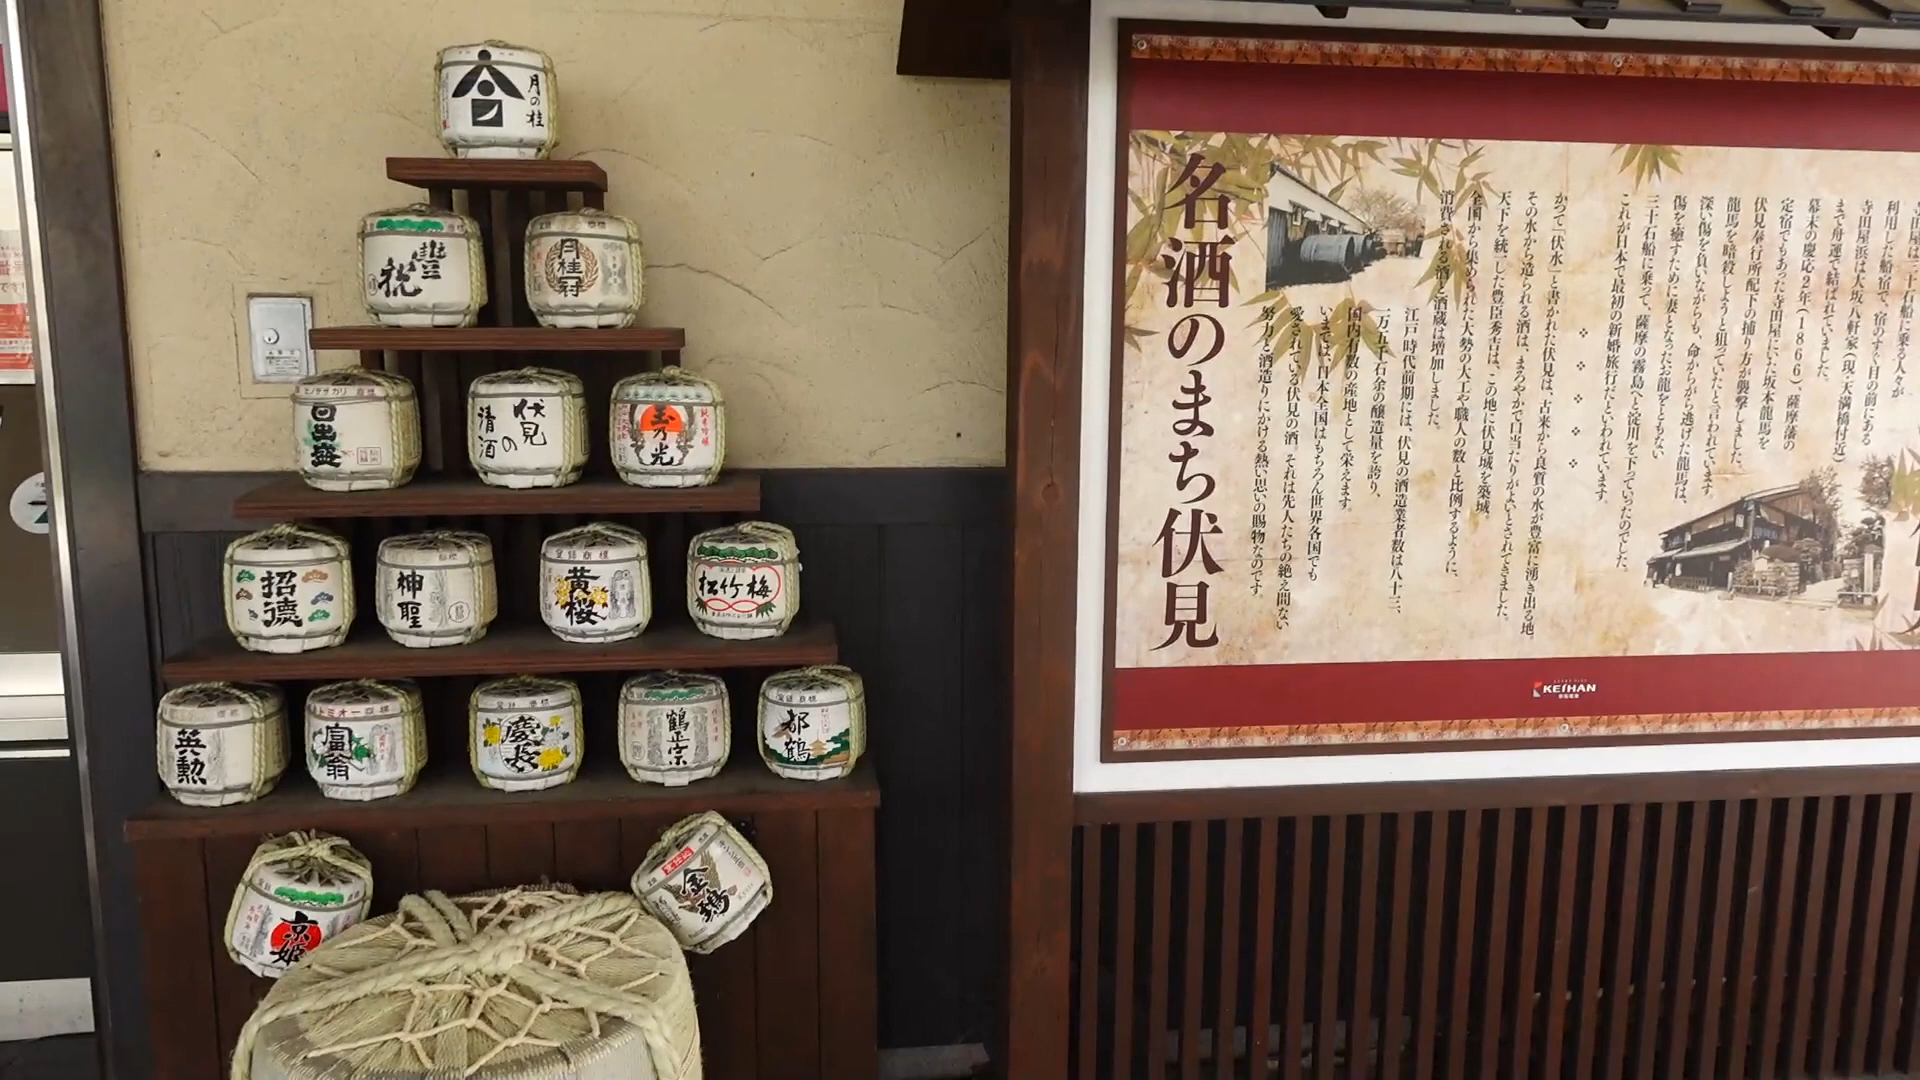 月の桂
豊祝
月桂冠
日出盛
伏見の清酒
玉乃光
招德
神聖
黄桜
松竹梅
英勲
富翁
慶長
鶴正宗
都鶴
京姫
金鵄
名酒のまち伏見
かつて「伏水」と書かれた伏見は、古来から良質の水が豊富に湧き出る地。
その水から造られる酒は、まろやかで口当たりがよいとされてきました。
天下を統一した豊臣秀吉は、この地に伏見城を築城。
全国から集められた大勢の大工や職人の数と比例するように、
消費される酒と酒蔵は増加しました。
江戸時代前期には、伏見の酒造業者数は八十三、
一万五千石余の醸造量を誇り、
国内有数の産地として栄えます。
いまでは、日本全国はもちろん世界各国でも
愛されている伏見の酒。それは先人たちの絶え間ない
努力と酒造りにかける熱い思いの賜物なのです。
寺田屋は三十石船に乗る人々が
利用した船宿で、宿のすぐ目の前にある
寺田屋浜は大坂八軒家(現・天満橋付近)
まで舟運で結ばれていました。
幕末の慶応2年(1866)、薩摩藩の
定宿でもあった寺田屋にいた坂本龍馬を
伏見奉行所配下の捕り方が襲撃しました。
龍馬を暗殺しようと狙っていたと言われています。
深い傷を負いながらも、命からがら逃げた龍馬は、
傷を癒すために妻となったお龍をともない
三十石船に乗って、薩摩の霧島へと淀川を下っていったのでした。
これが日本で最初の新婚旅行だといわれています。
KEIHAN